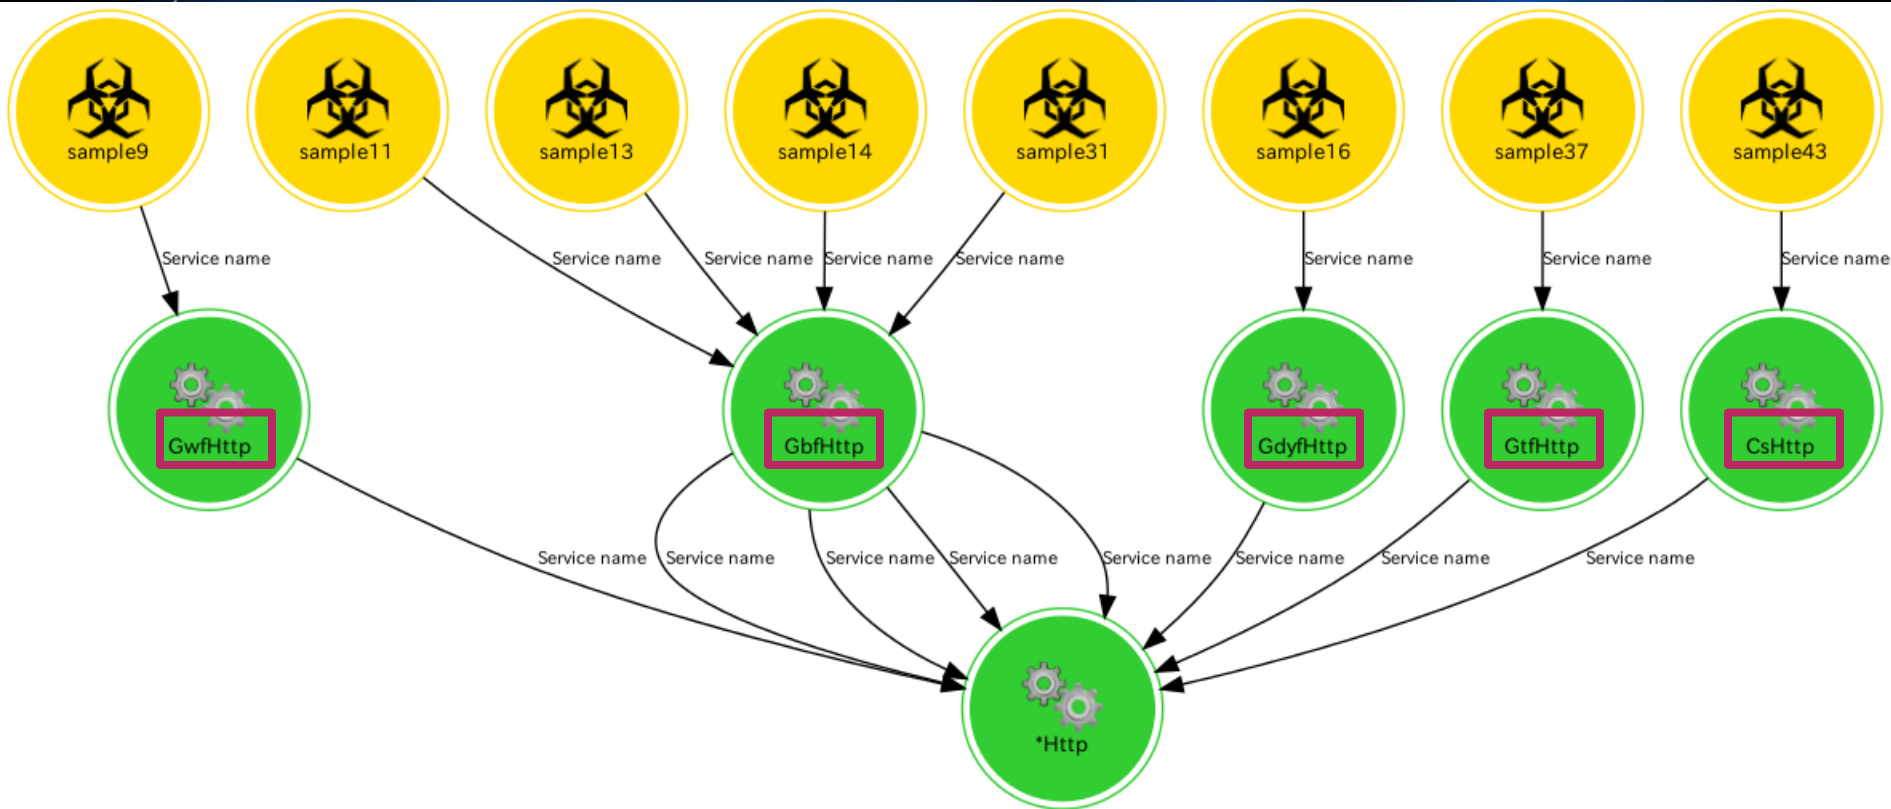 sample9
sample11
sample13
sample14
sample31
sample16
sample37
sample43
Service name
Service name
Service name
Service name
Service name
Service name
Service name
Service name
GwfHttp
GbfHttp
GdyfHttp
GtfHttp
CsHttp
Service name
Service name
Service name
Service name
Service name
Service name
Service name
Service name
*Http